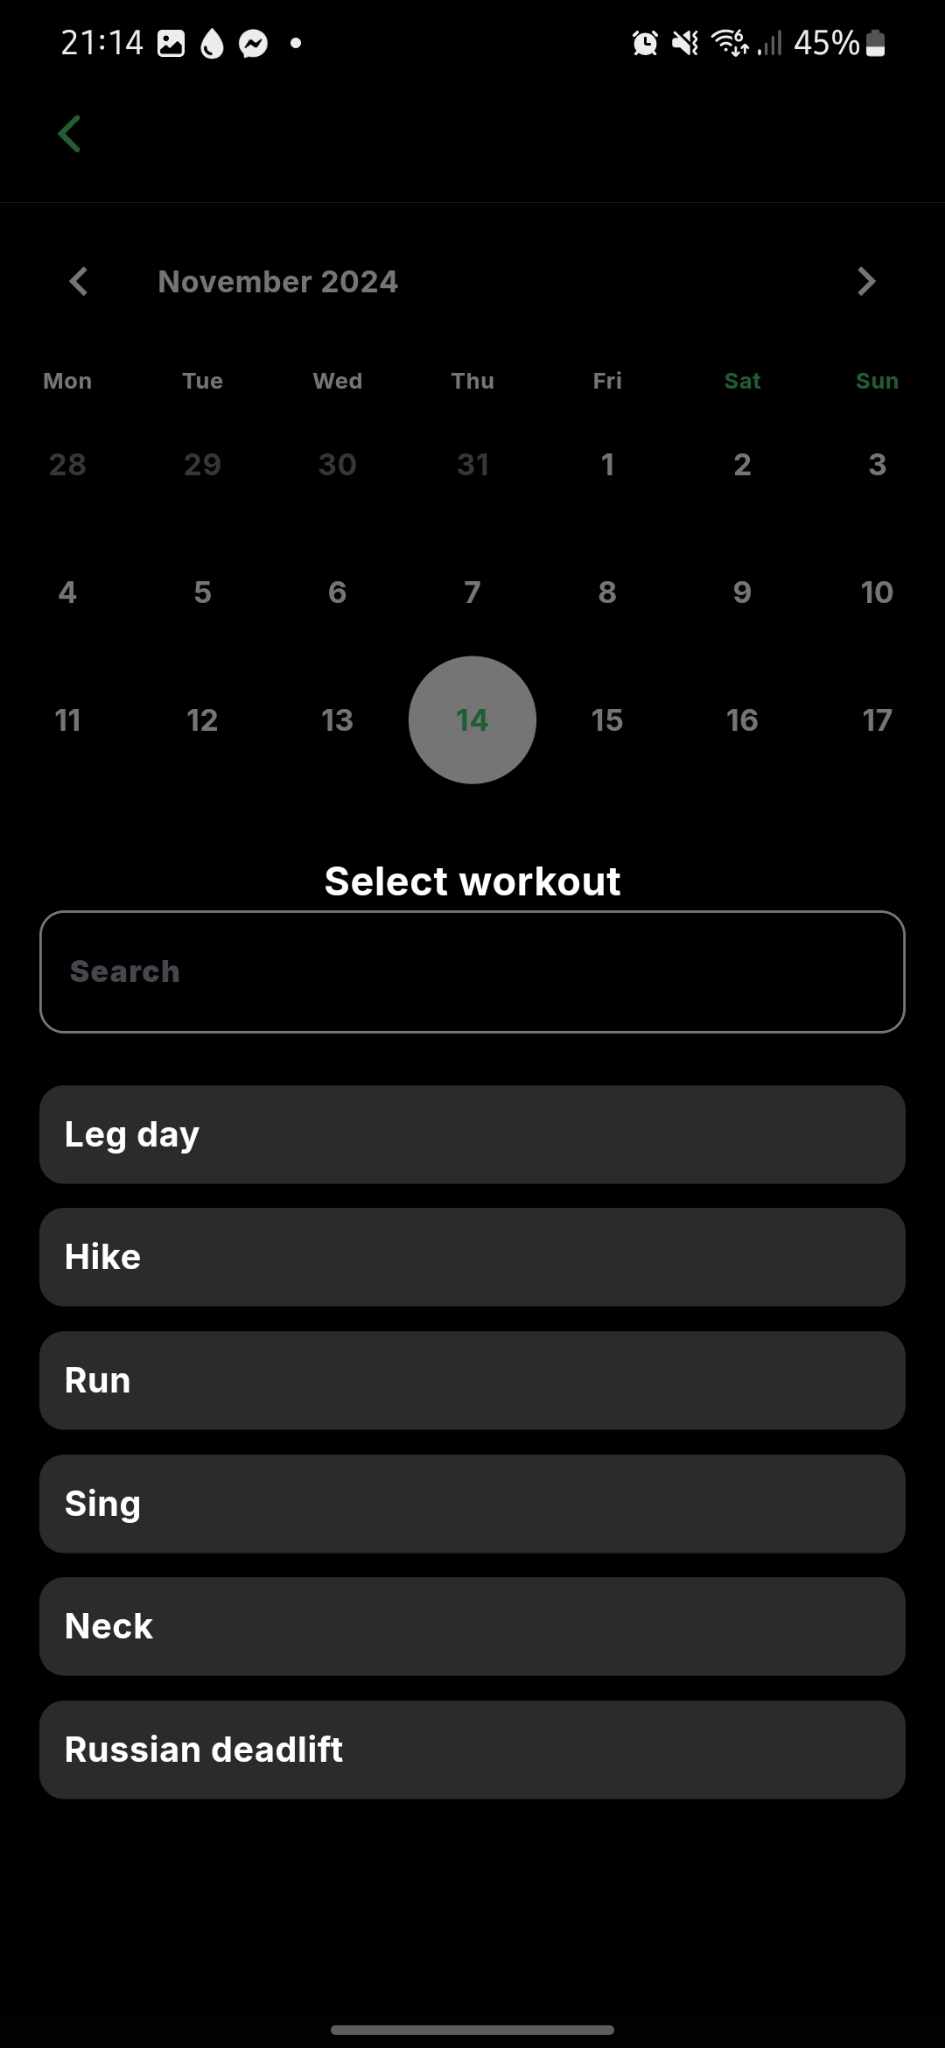 21:14 45%
November 2024
Mon Tue Wed Thu Fri Sat Sun
28 29 30 31 1 2 3
4 5 6 7 8 9 10
11 12 13 14 15 16 17
Select workout
Search
Leg day
Hike
Run
Sing
Neck
Russian deadlift